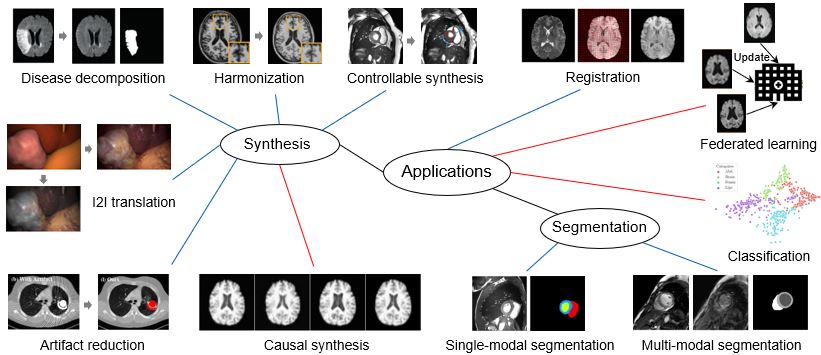 Disease decomposition
Harmonization
Controllable synthesis
Registration
Update
Federated learning
Synthesis
Applications
I2I translation
Segmentation
Classification
(b) With Artifact
(f) Ours
Artifact reduction
Causal synthesis
Single-modal segmentation
Multi-modal segmentation